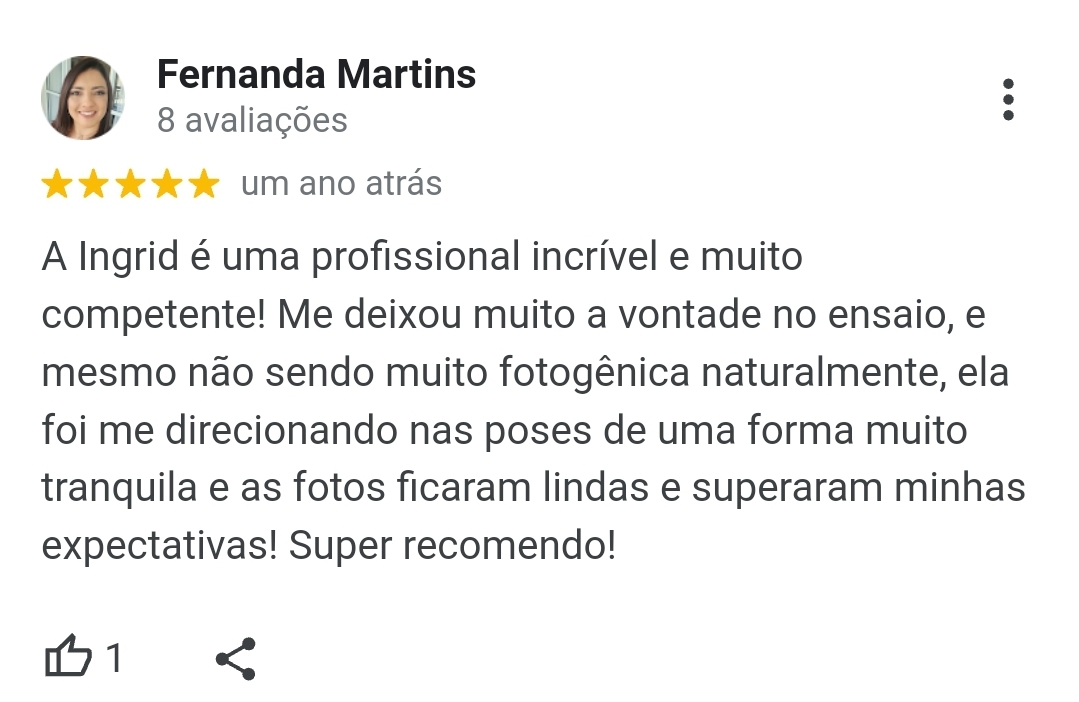 Fernanda Martins
8 avaliações
um ano atrás
A Ingrid é uma profissional incrível e muito
competente! Me deixou muito a vontade no ensaio, e
mesmo não sendo muito fotogênica naturalmente, ela
foi me direcionando nas poses de uma forma muito
tranquila e as fotos ficaram lindas e superaram minhas
expectativas! Super recomendo!
1